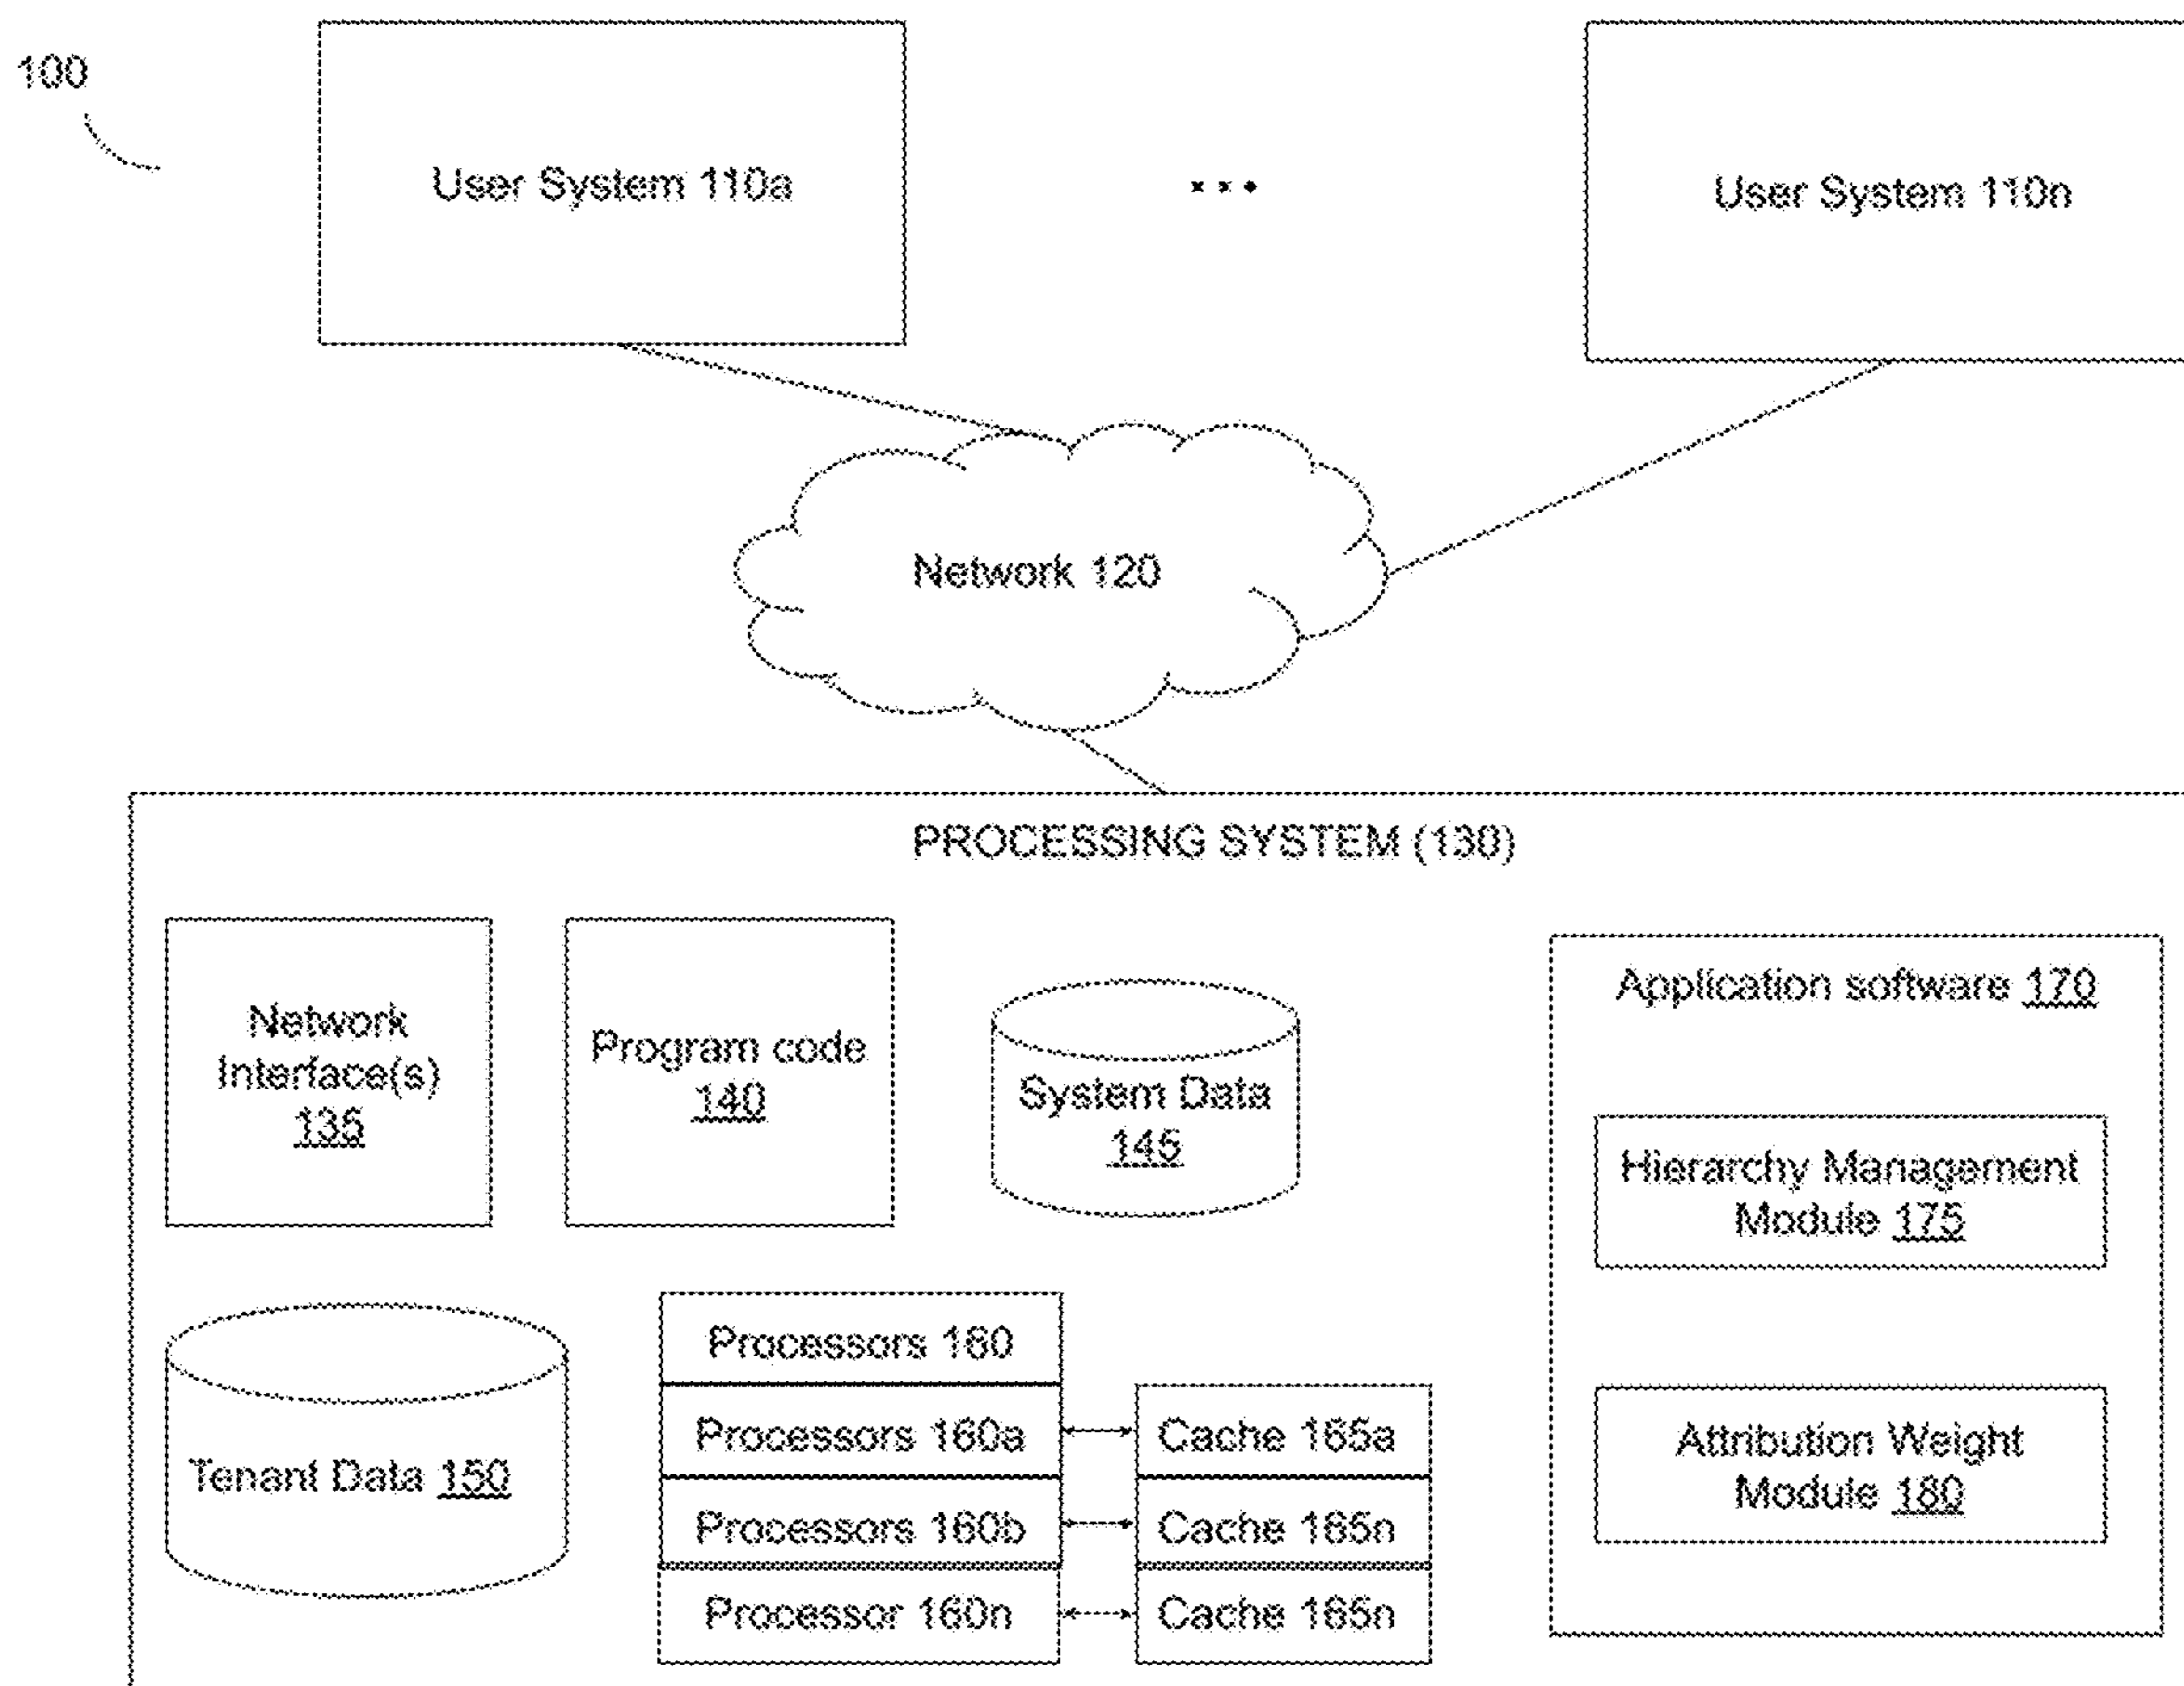 100
User System 110a
...
User System 110n
Network 120
PROCESSING SYSTEM (130)
Network
Interface(s)
135
Program code
140
System Data
145
Application software 170
Hierarchy Management
Module 175
Attribution Weight
Module 180
Tenant Data 150
Processors 160
Processors 160a
Cache 165a
Processors 160b
Cache 165n
Processor 160n
Cache 165n